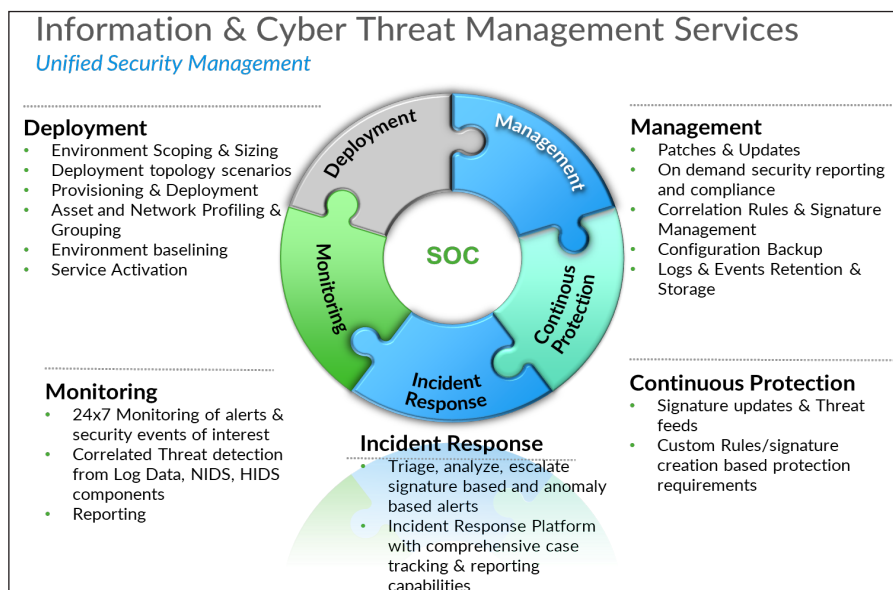 Information & Cyber Threat Management Services
Unified Security Management
Deployment
• Environment Scoping & Sizing
• Deployment topology scenarios
• Provisioning & Deployment
• Asset and Network Profiling &
Grouping
• Environment baselining
• Service Activation
Monitoring
• 24x7 Monitoring of alerts &
security events of interest
• Correlated Threat detection
from Log Data, NIDS, HIDS
components
• Reporting
Deployment
Management
Continous
Protection
Incident
Response
Monitoring
SOC
Incident Response
• Triage, analyze, escalate
signature based and anomaly
based alerts
• Incident Response Platform
with comprehensive case
tracking & reporting
capabilities
Management
• Patches & Updates
• On demand security reporting
and compliance
• Correlation Rules & Signature
Management
• Configuration Backup
• Logs & Events Retention &
Storage
Continuous Protection
• Signature updates & Threat
feeds
• Custom Rules/signature
creation based protection
requirements